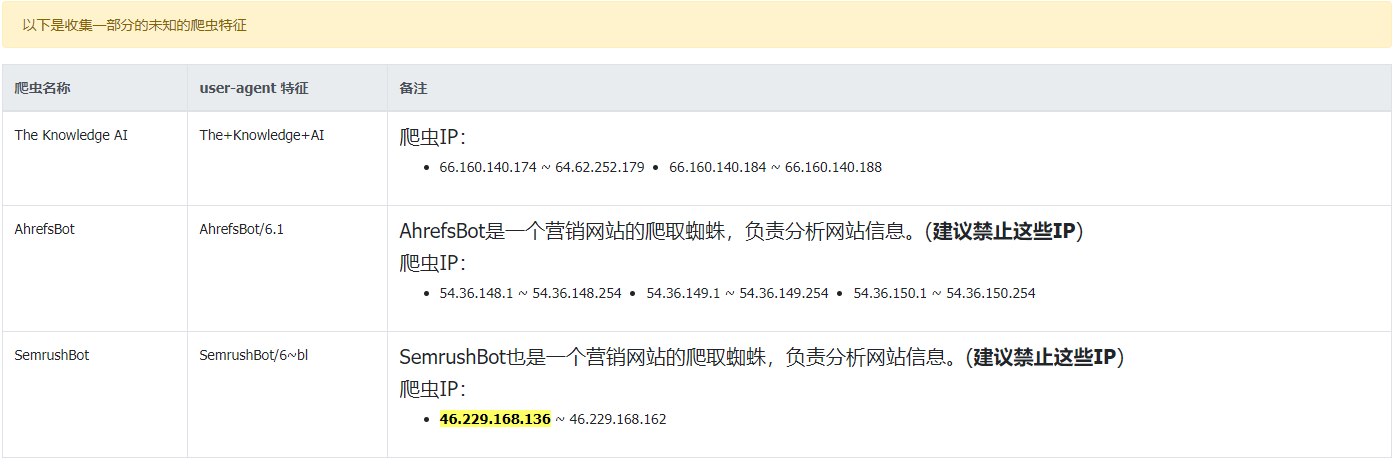 以下是收集一部分的未知的爬虫特征
爬虫名称 user-agent 特征 备注
The Knowledge AI The+Knowledge+AI 爬虫IP：
• 66.160.140.174 ~ 64.62.252.179 • 66.160.140.184 ~ 66.160.140.188
AhrefsBot AhrefsBot/6.1 AhrefsBot是一个营销网站的爬取蜘蛛，负责分析网站信息。(建议禁止这些IP)
爬虫IP：
• 54.36.148.1 ~ 54.36.148.254 • 54.36.149.1 ~ 54.36.149.254 • 54.36.150.1 ~ 54.36.150.254
SemrushBot SemrushBot/6~bl SemrushBot也是一个营销网站的爬取蜘蛛，负责分析网站信息。(建议禁止这些IP)
爬虫IP：
• 46.229.168.136 ~ 46.229.168.162